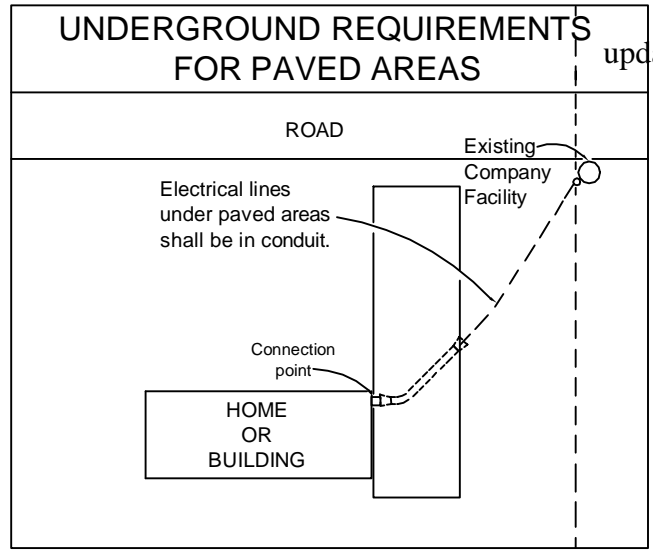 UNDERGROUND REQUIREMENTS
FOR PAVED AREAS
ROAD
Existing
Company
Facility
Electrical lines
under paved areas
shall be in conduit.
Connection
point
HOME
OR
BUILDING